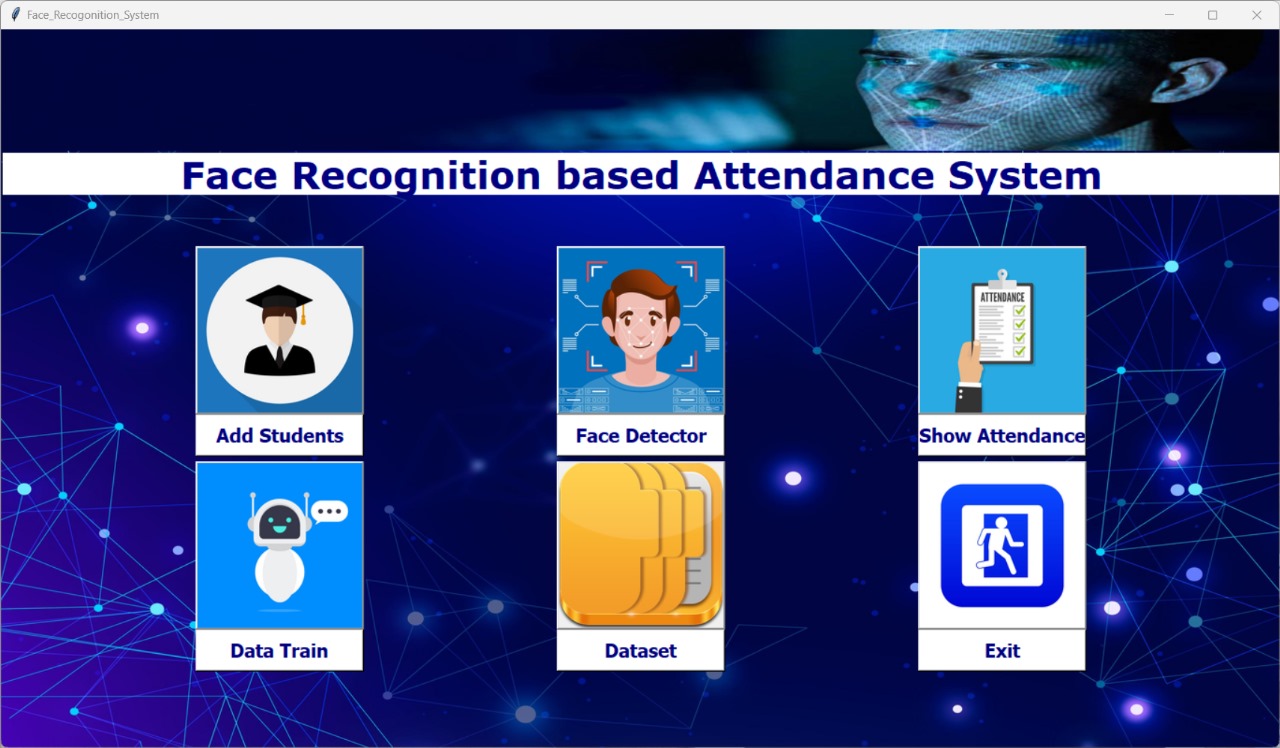 Face_Recogonition_System
Face Recognition based Attendance System
ATTENDANCE
Add Students
Face Detector
Show Attendance
Data Train
Dataset
Exit